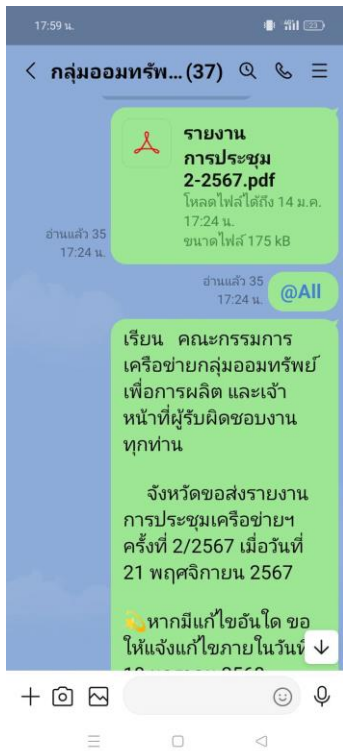 17:59 น.
23
กลุ่มออมทรัพ... (37)
รายงาน
การประชุม
2-2567.pdf
โหลดไฟล์ได้ถึง 14 ม.ค.
17:24 น.
ขนาดไฟล์ 175 kB
อ่านแล้ว 35
17:24 น.
อ่านแล้ว 35
17:24 น.
@All
เรียน คณะกรรมการ
เครือข่ายกลุ่มออมทรัพย์
เพื่อการผลิต และเจ้า
หน้าที่ผู้รับผิดชอบงาน
ทุกท่าน
จังหวัดขอส่งรายงาน
การประชุมเครือข่ายฯ
ครั้งที่ 2/2567 เมื่อวันที่
21 พฤศจิกายน 2567
💫หากมีแก้ไขอันใด ขอ
ให้แจ้งแก้ไขภายในวันที่